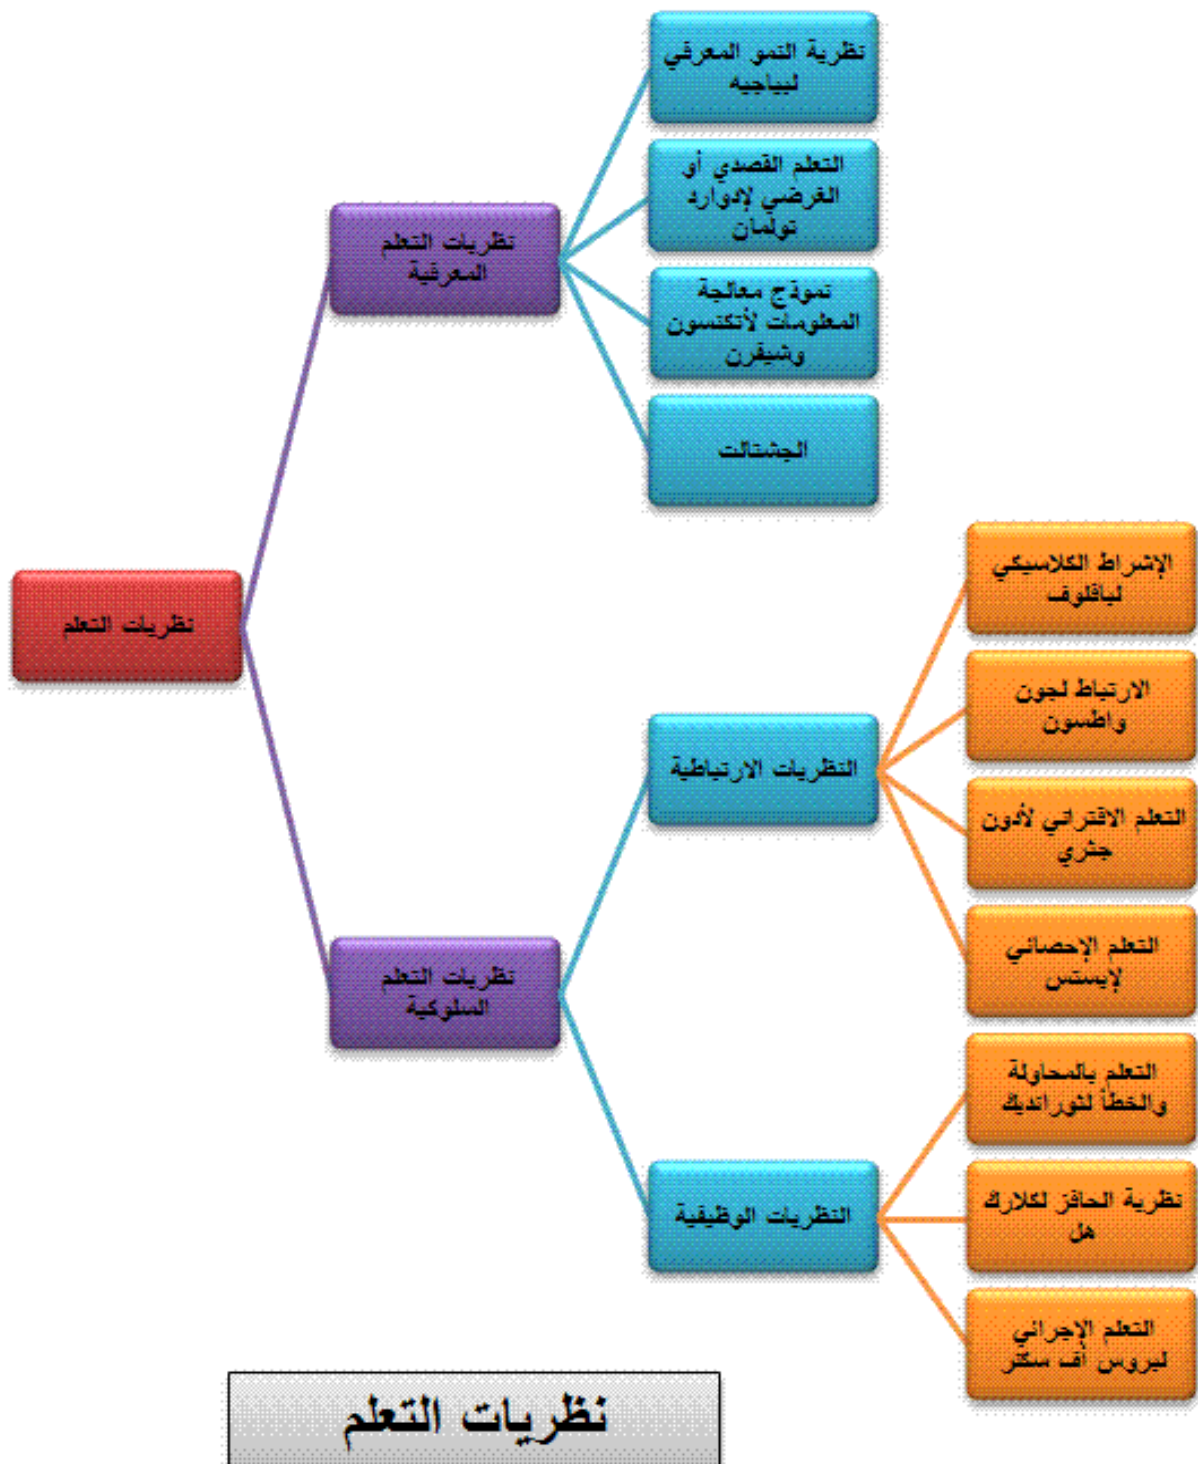 نظرية النمو المعرفي
لبياجيه
التعلم القصدي أو
الغرضي لإدوارد
تولمان
نظريات التعلم
المعرفية
نموذج معالجة
المعلومات لأتكنسون
وشيفرن
الجشتالت
الإشراط الكلاسيكي
لبافلوف
نظريات التعلم
الارتباط لجون
واطسون
النظريات الارتباطية
التعلم الاقتراني لأدون
جثري
التعلم الإحصائي
لإيستس
نظريات التعلم
السلوكية
التعلم بالمحاولة
والخطأ لثورانديك
النظريات الوظيفية
نظرية الحافز لكلارك
هل
التعلم الإجرائي
لبروس أف سكنر
نظريات التعلم